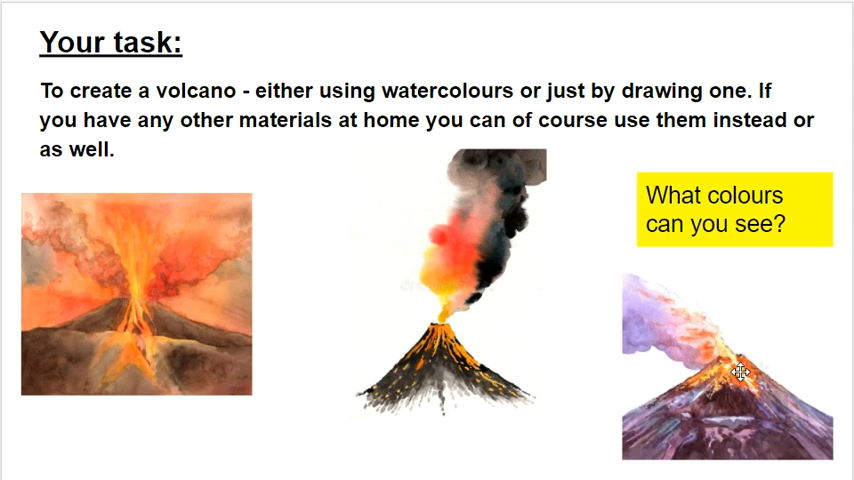 Your task:
To create a volcano - either using watercolours or just by drawing one. If
you have any other materials at home you can of course use them instead or
as well.
What colours
can you see?